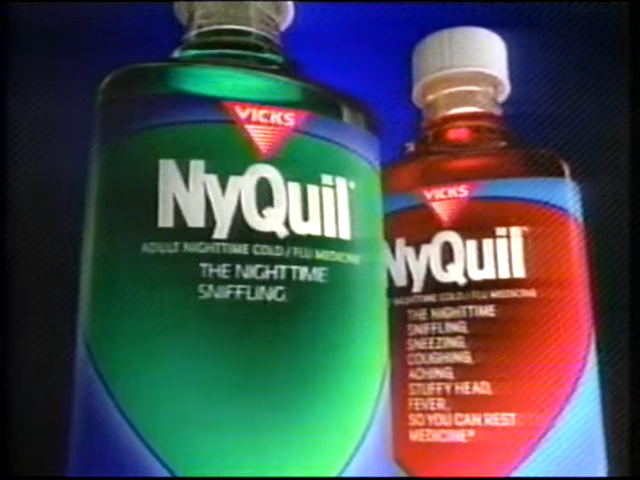 VICKS
NyQuil
ADULT NIGHTTIME COLD/FLU MEDICINE
THE NIGHTTIME
SNIFFLING,
VICKS
NyQuil
NIGHTTIME COLD/FLU MEDICINE
THE NIGHTTIME
SNIFFLING,
SNEEZING,
COUGHING,
ACHING,
STUFFY HEAD,
FEVER,
SO YOU CAN REST
MEDICINE®